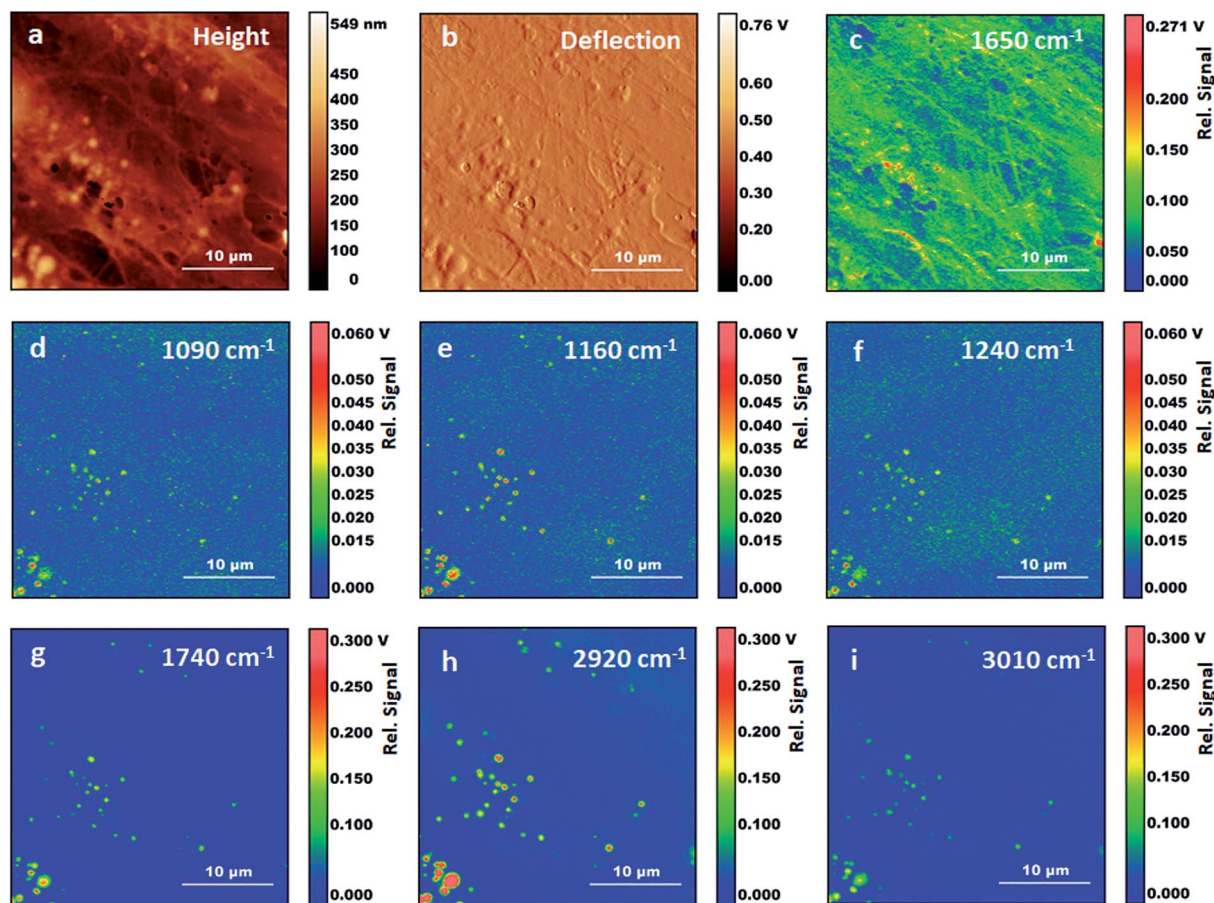 a Height
549 nm
450
400
350
300
250
200
150
100
0
10 µm
b Deflection
0.76 V
0.60
0.50
0.40
0.30
0.20
0.00
10 µm
c 1650 cm-1
0.271 V
0.200
0.150
0.100
0.050
0.000
Rel. Signal
10 µm
d 1090 cm-1
0.060 V
0.050
0.045
0.040
0.035
0.030
0.025
0.020
0.015
0.000
Rel. Signal
10 µm
e 1160 cm-1
0.060 V
0.050
0.045
0.040
0.035
0.030
0.025
0.020
0.015
0.000
Rel. Signal
10 µm
f 1240 cm-1
0.060 V
0.050
0.045
0.040
0.035
0.030
0.025
0.020
0.015
0.000
Rel. Signal
10 µm
g 1740 cm-1
0.300 V
0.250
0.200
0.150
0.100
0.000
Rel. Signal
10 µm
h 2920 cm-1
0.300 V
0.250
0.200
0.150
0.100
0.000
Rel. Signal
10 µm
i 3010 cm-1
0.300 V
0.250
0.200
0.150
0.100
0.000
Rel. Signal
10 µm